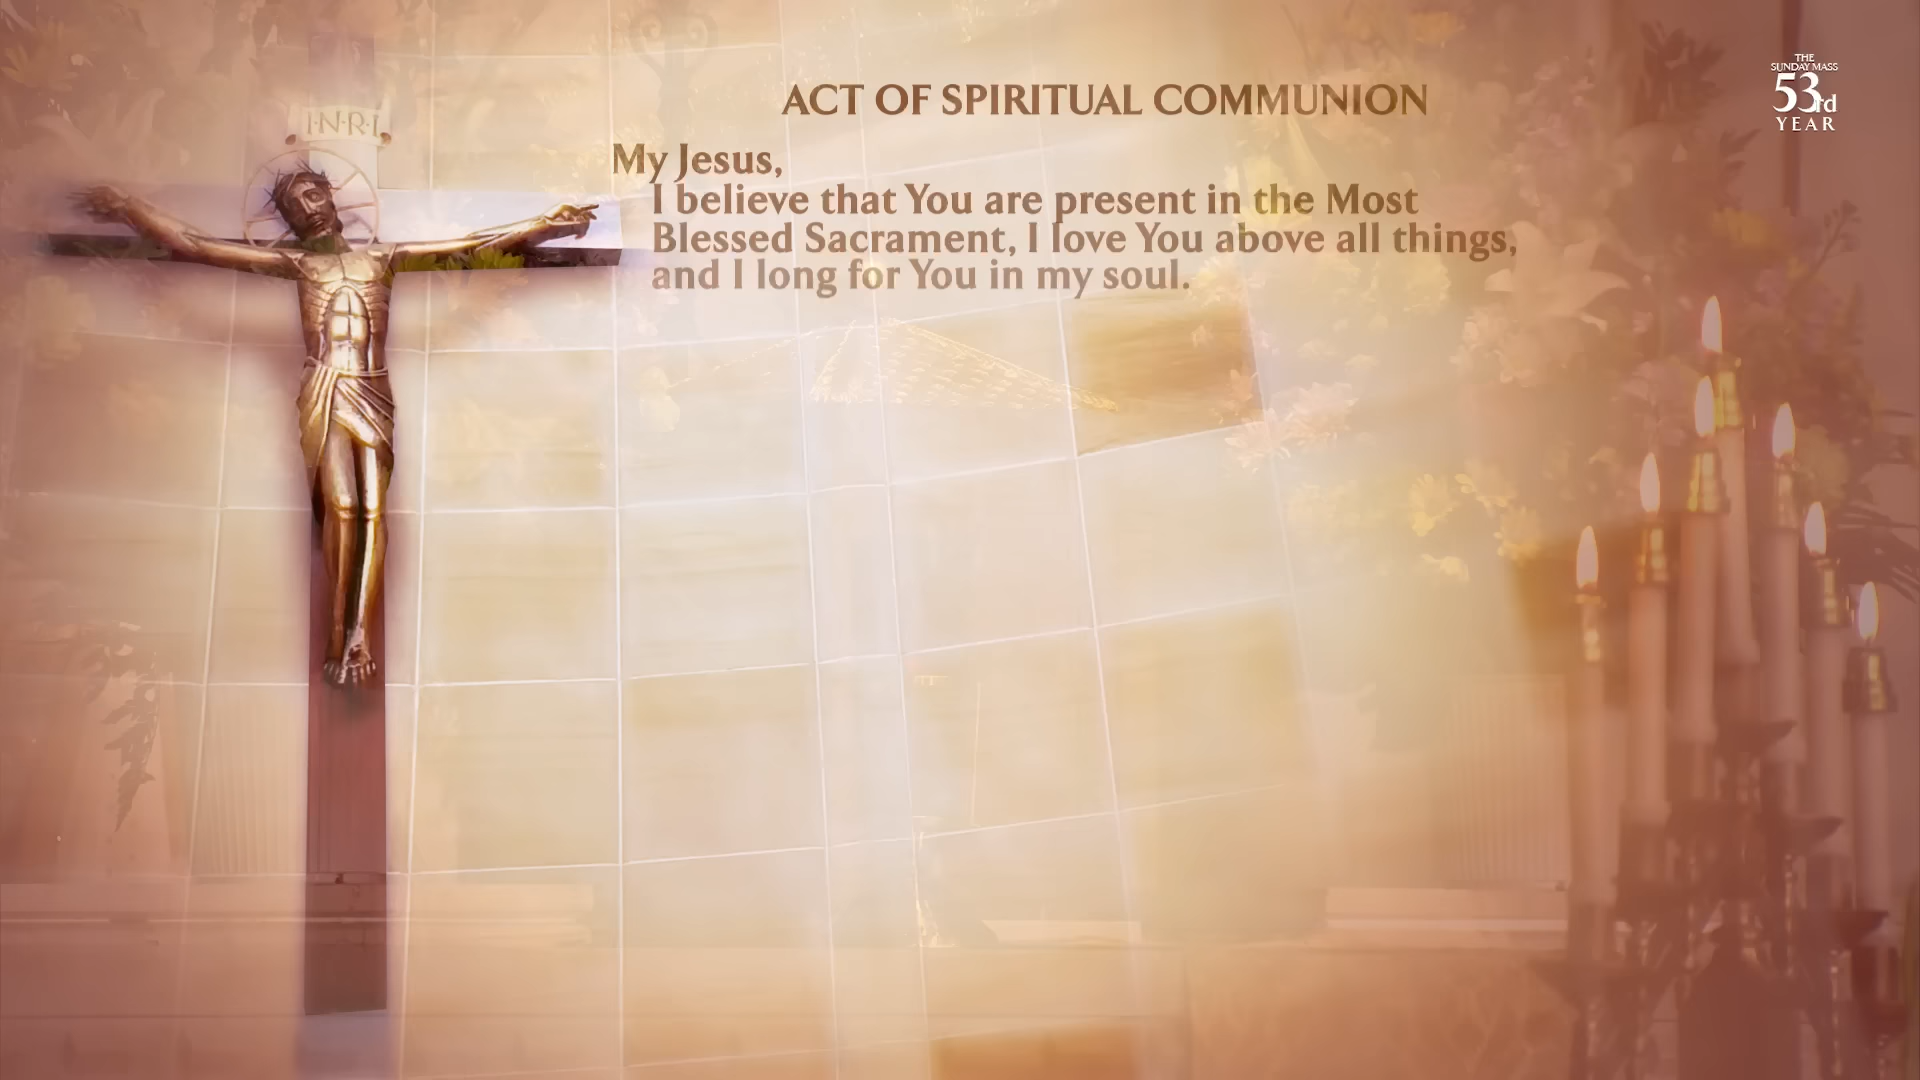 THE
SUNDAY MASS
53rd
YEAR
I·N·R·I
ACT OF SPIRITUAL COMMUNION
My Jesus,
I believe that You are present in the Most
Blessed Sacrament, I love You above all things,
and I long for You in my soul.